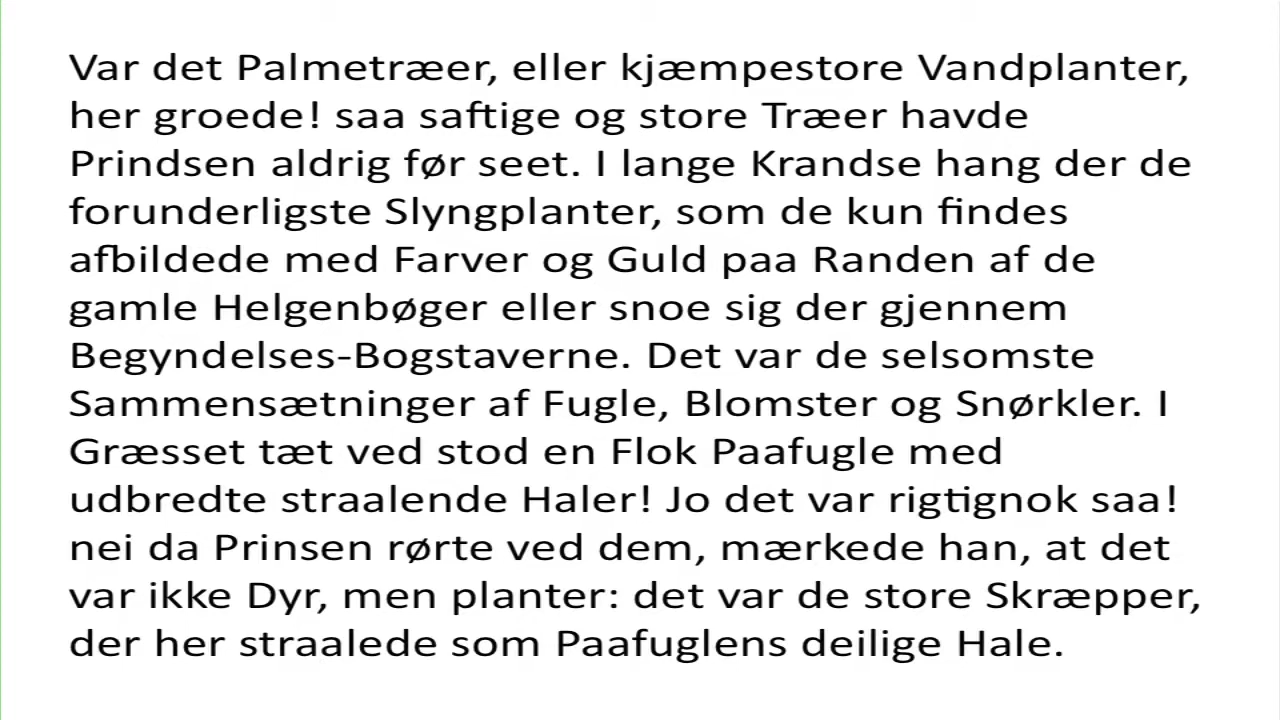 Var det Palmetræer, eller kjæmpestore Vandplanter,
her groede! saa saftige og store Træer havde
Prindsen aldrig før seet. I lange Krandse hang der de
forunderligste Slyngplanter, som de kun findes
afbildede med Farver og Guld paa Randen af de
gamle Helgenbøger eller snoe sig der gjennem
Begyndelses-Bogstaverne. Det var de selsomste
Sammensætninger af Fugle, Blomster og Snørkler. I
Græsset tæt ved stod en Flok Paafugle med
udbredte straalende Haler! Jo det var rigtignok saa!
nei da Prinsen rørte ved dem, mærkede han, at det
var ikke Dyr, men planter: det var de store Skræpper,
der her straalede som Paafuglens deilige Hale.